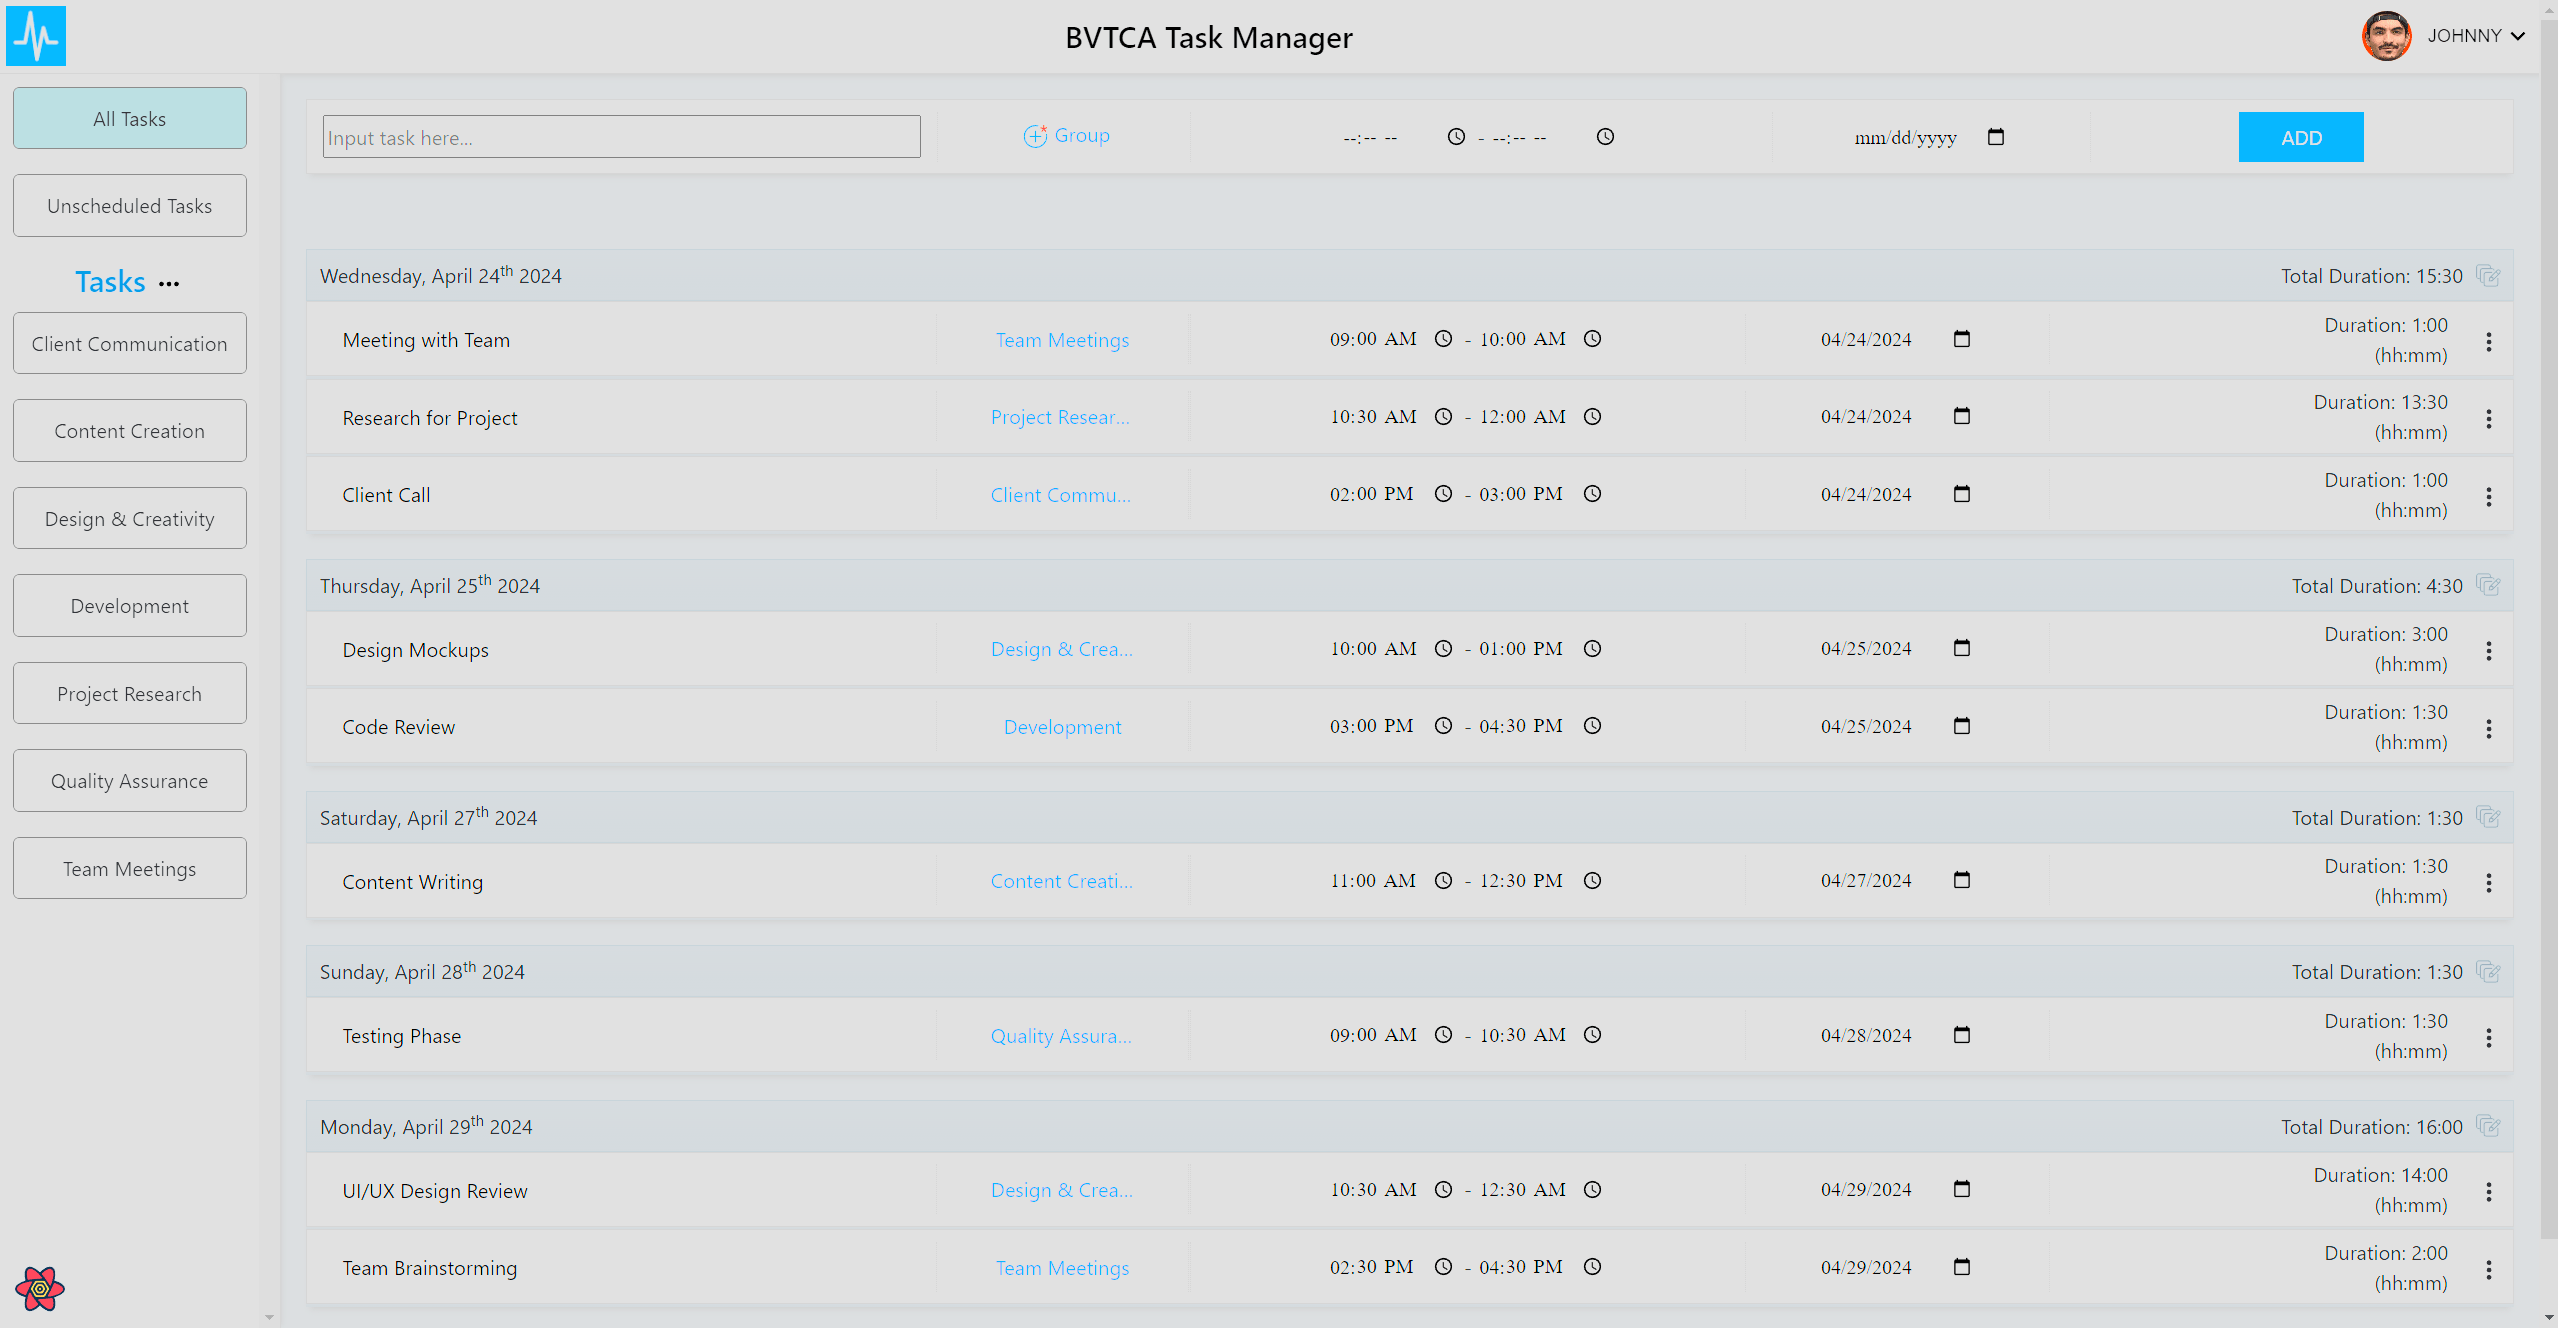 BVTCA Task Manager
JOHNNY
All Tasks
Unscheduled Tasks
Tasks ...
Client Communication
Content Creation
Design & Creativity
Development
Project Research
Quality Assurance
Team Meetings
Input task here... Group --:-- -- - --:-- -- mm/dd/yyyy ADD
Wednesday, April 24th 2024 Total Duration: 15:30
Meeting with Team Team Meetings 09:00 AM - 10:00 AM 04/24/2024 Duration: 1:00
(hh:mm)
Research for Project Project Resear... 10:30 AM - 12:00 AM 04/24/2024 Duration: 13:30
(hh:mm)
Client Call Client Commu... 02:00 PM - 03:00 PM 04/24/2024 Duration: 1:00
(hh:mm)
Thursday, April 25th 2024 Total Duration: 4:30
Design Mockups Design & Crea... 10:00 AM - 01:00 PM 04/25/2024 Duration: 3:00
(hh:mm)
Code Review Development 03:00 PM - 04:30 PM 04/25/2024 Duration: 1:30
(hh:mm)
Saturday, April 27th 2024 Total Duration: 1:30
Content Writing Content Creati... 11:00 AM - 12:30 PM 04/27/2024 Duration: 1:30
(hh:mm)
Sunday, April 28th 2024 Total Duration: 1:30
Testing Phase Quality Assura... 09:00 AM - 10:30 AM 04/28/2024 Duration: 1:30
(hh:mm)
Monday, April 29th 2024 Total Duration: 16:00
UI/UX Design Review Design & Crea... 10:30 AM - 12:30 AM 04/29/2024 Duration: 14:00
(hh:mm)
Team Brainstorming Team Meetings 02:30 PM - 04:30 PM 04/29/2024 Duration: 2:00
(hh:mm)